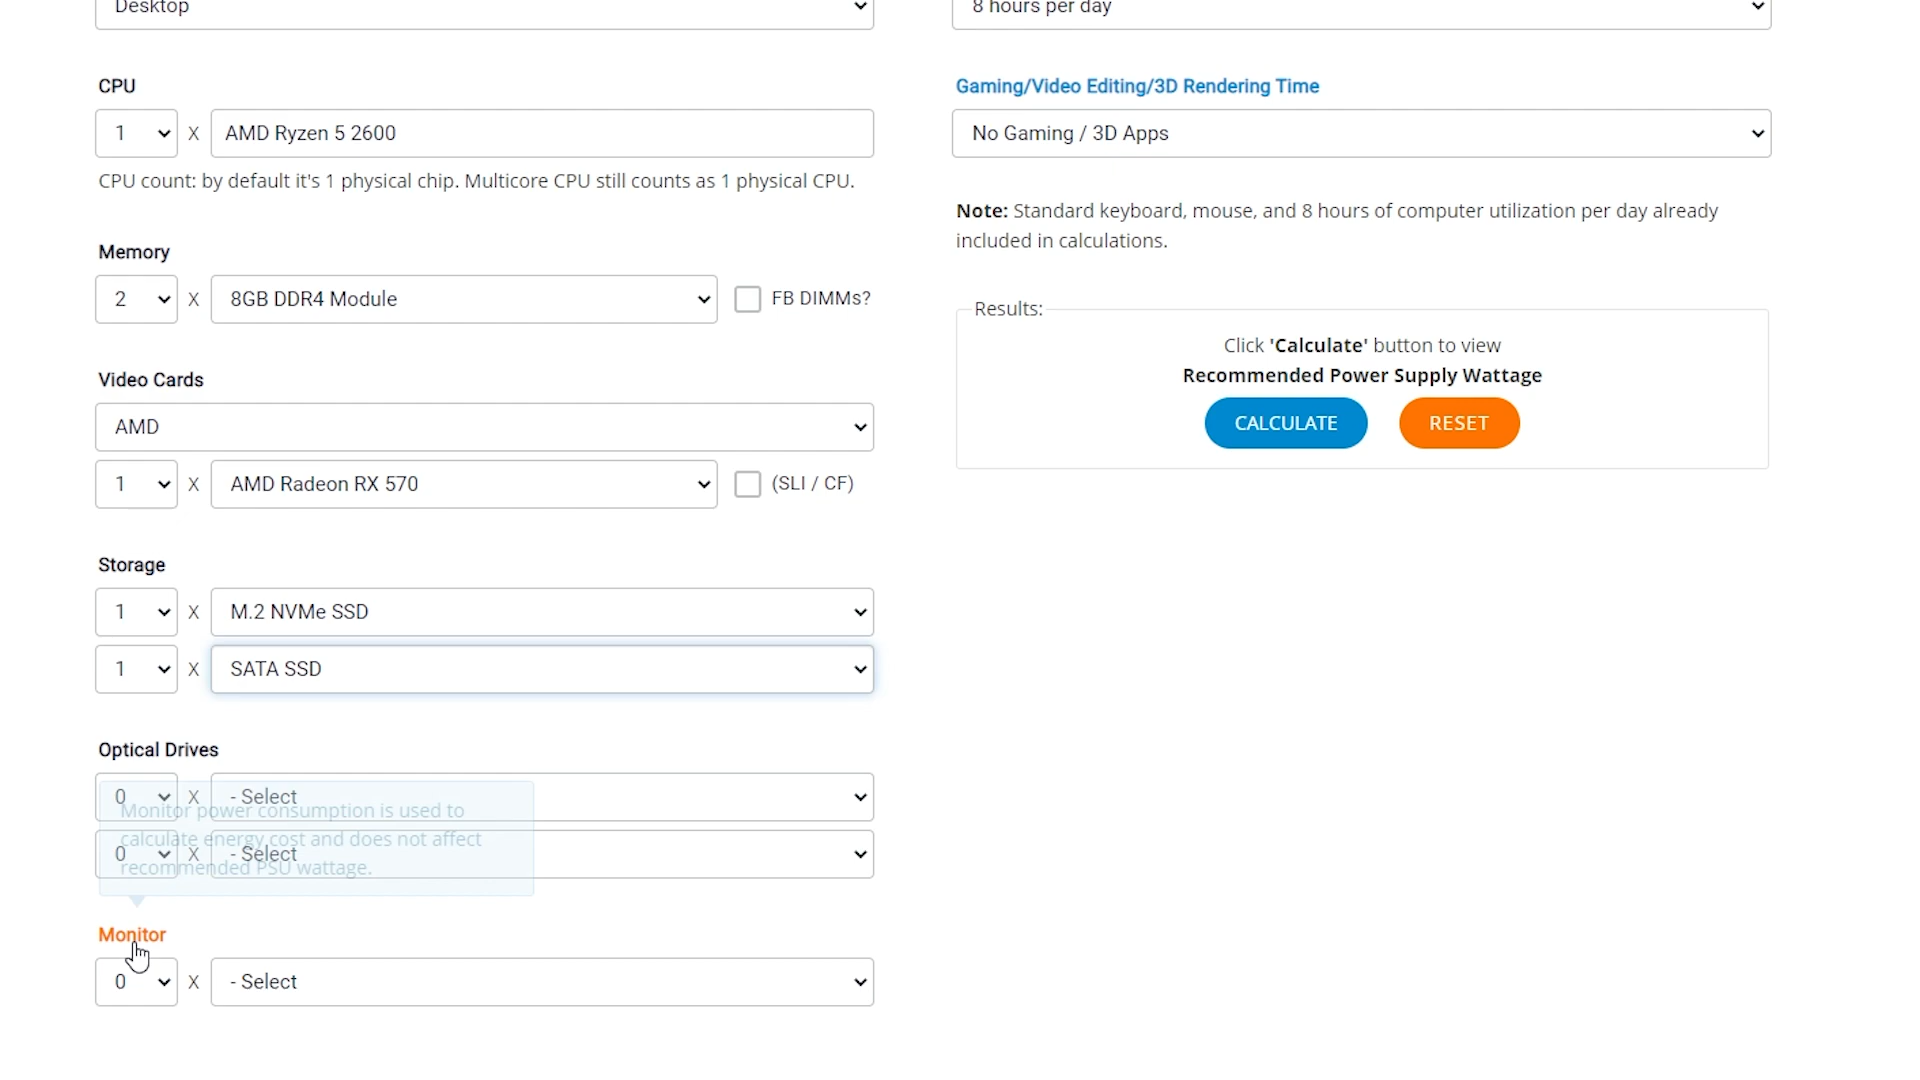 Desktop
8 hours per day
CPU
1 X AMD Ryzen 5 2600
CPU count: by default it's 1 physical chip. Multicore CPU still counts as 1 physical CPU.
Memory
2 X 8GB DDR4 Module FB DIMMs?
Video Cards
AMD
1 X AMD Radeon RX 570 (SLI / CF)
Storage
1 X M.2 NVMe SSD
1 X SATA SSD
Optical Drives
0 X - Select
Monitor power consumption is used to
calculate energy cost and does not affect
0 X - Select
recommended PSU wattage.
Monitor
0 X - Select
Gaming/Video Editing/3D Rendering Time
No Gaming / 3D Apps
Note: Standard keyboard, mouse, and 8 hours of computer utilization per day already
included in calculations.
Results:
Click 'Calculate' button to view
Recommended Power Supply Wattage
CALCULATE RESET